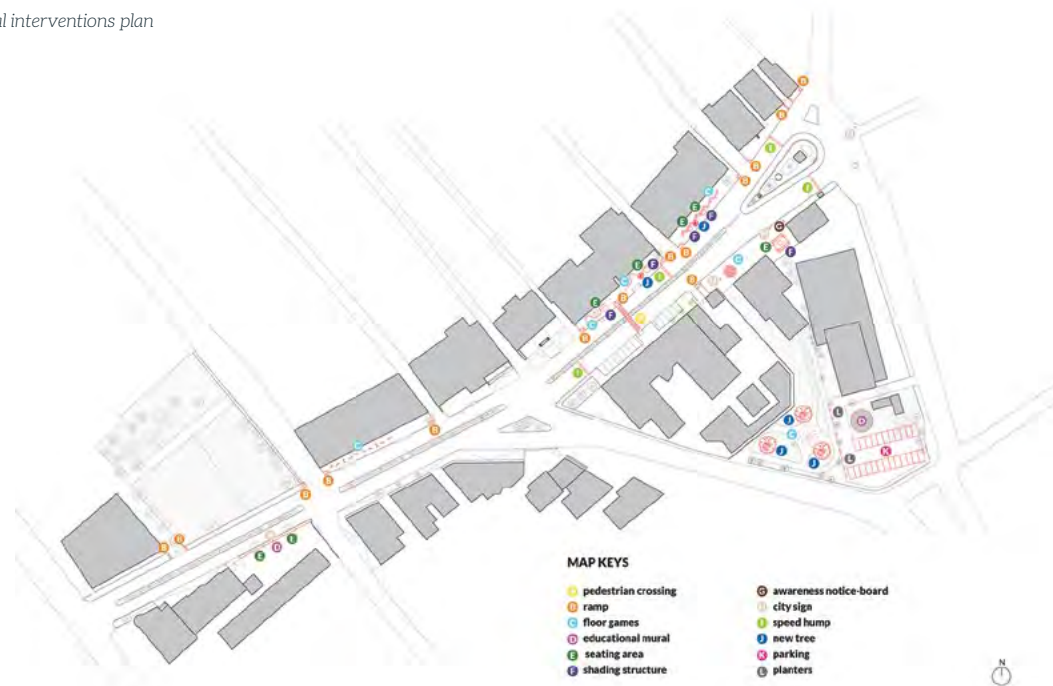 interventions plan
B
B
I
B
B
I
C
E
E
F
J
F
G
E
F
C
B
B
B
E
F
I
C
J
B
E
F
C
B
I
J
C
J
J
L
D
K
L
B
C
B
B
B
B
E
D
E
MAP KEYS
pedestrian crossing
B ramp
C floor games
D educational mural
E seating area
F shading structure
G awareness notice-board
city sign
I speed hump
J new tree
K parking
L planters
N